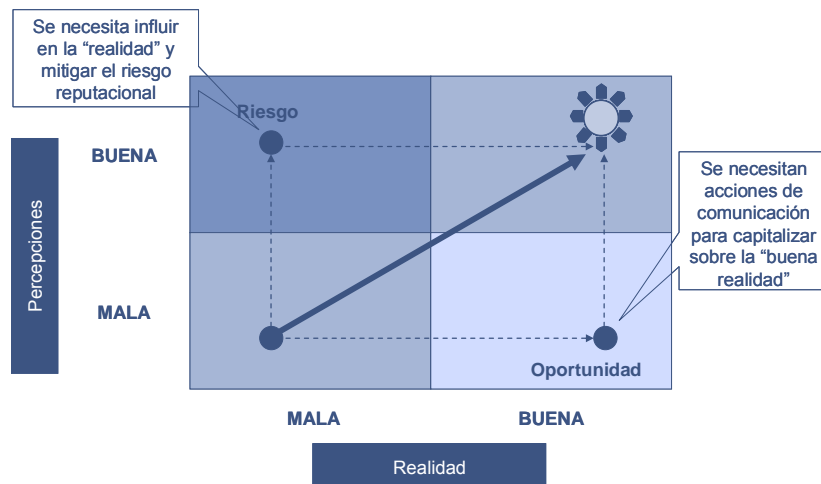 Se necesita influir
en la “realidad” y
mitigar el riesgo
reputacional
Riesgo
BUENA
Se necesitan
acciones de
comunicación
para capitalizar
sobre la “buena
realidad”
Percepciones
MALA
Oportunidad
MALA
BUENA
Realidad